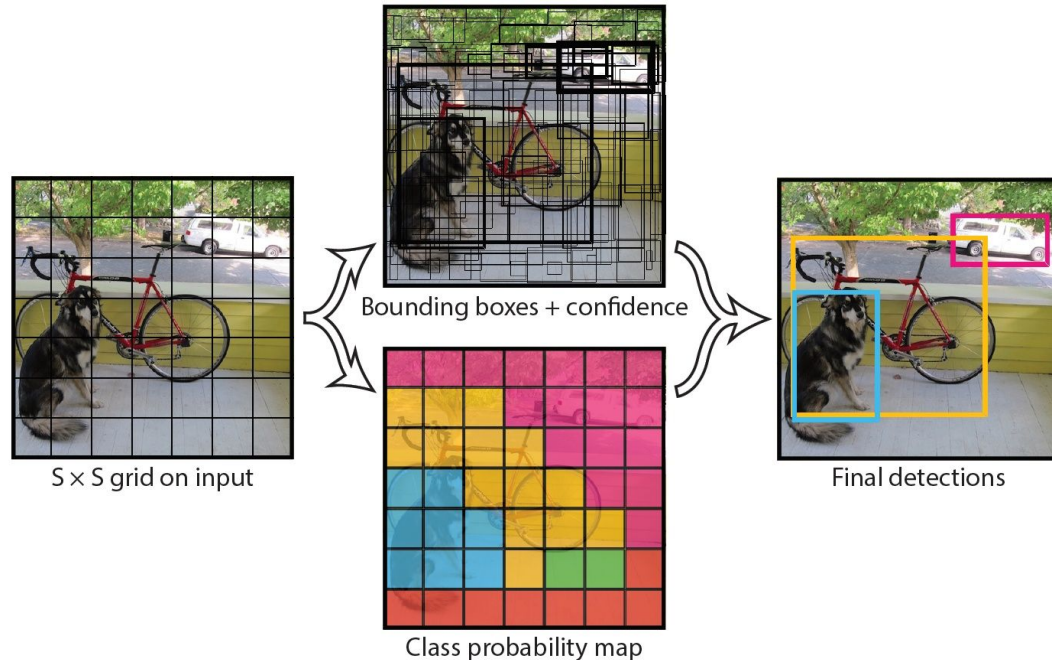 Bounding boxes + confidence
S × S grid on input
Final detections
Class probability map